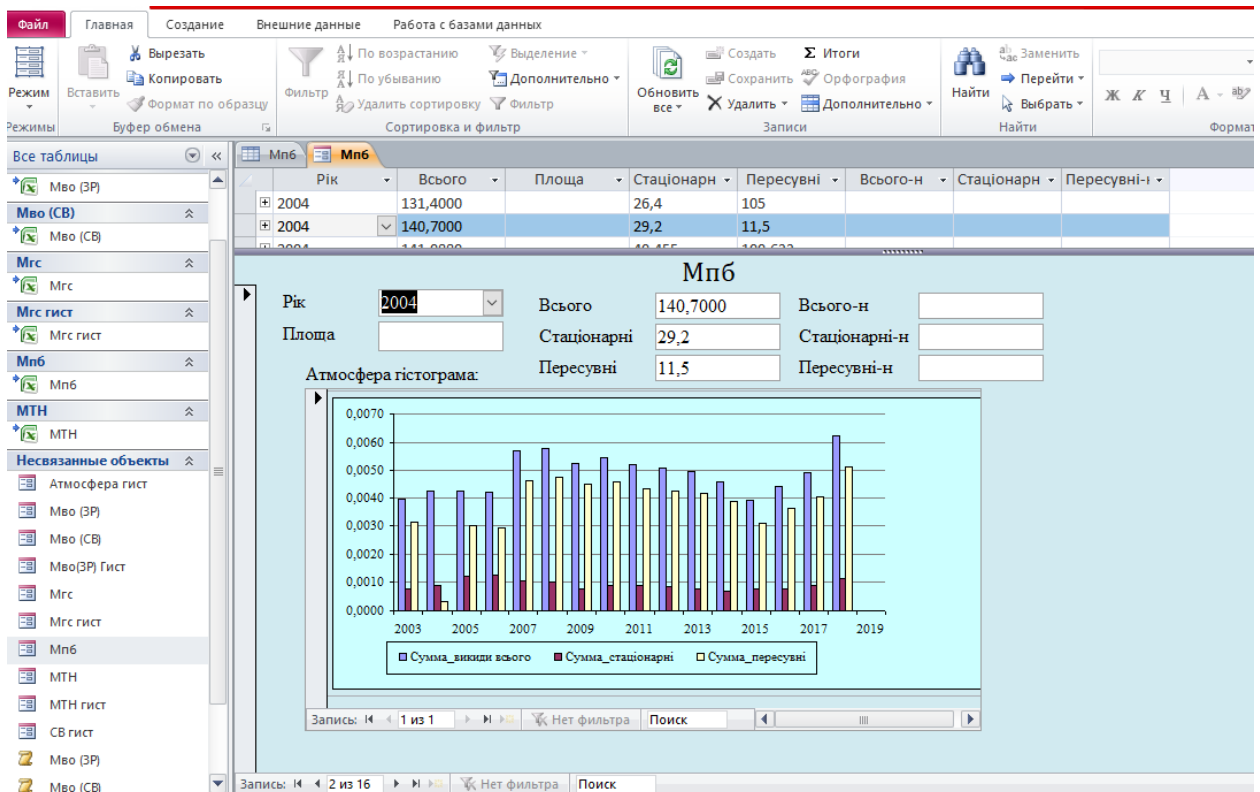 Файл Главная Создание Внешние данные Работа с базами данных
Режим
Режимы
Вставить
Вырезать
Копировать
Формат по образцу
Буфер обмена
Фильтр
По возрастанию
По убыванию
Удалить сортировку
Выделение
Дополнительно
Фильтр
Сортировка и фильтр
Обновить
все
Создать
Сохранить
Удалить
Итоги
Орфография
Дополнительно
Записи
Найти
Заменить
Перейти
Выбрать
Найти
Ж К Ч А
Формат
Все таблицы
Мво (ЗР)
Мво (СВ)
Мво (СВ)
Мгс
Мгс
Мгс гист
Мгс гист
Мпб
Мпб
МТН
МТН
Несвязанные объекты
Атмосфера гист
Мво (ЗР)
Мво (СВ)
Мво(ЗР) Гист
Мгс
Мгс гист
Мпб
МТН
МТН гист
СВ гист
Мво (ЗР)
Мво (СВ)
Мпб Мпб
Рік Всього Площа Стаціонарн Пересувні Всього-н Стаціонарн Пересувні-н
2004 131,4000 26,4 105
2004 140,7000 29,2 11,5
Мпб
Рік 2004 Всього 140,7000 Всього-н
Площа Стаціонарні 29,2 Стаціонарні-н
Пересувні 11,5 Пересувні-н
Атмосфера гістограма:
0,0070
0,0060
0,0050
0,0040
0,0030
0,0020
0,0010
0,0000
2003 2005 2007 2009 2011 2013 2015 2017 2019
Сумма_викиди всього Сумма_стаціонарні Сумма_пересувні
Запись: 1 из 1 Нет фильтра Поиск
Запись: 2 из 16 Нет фильтра Поиск